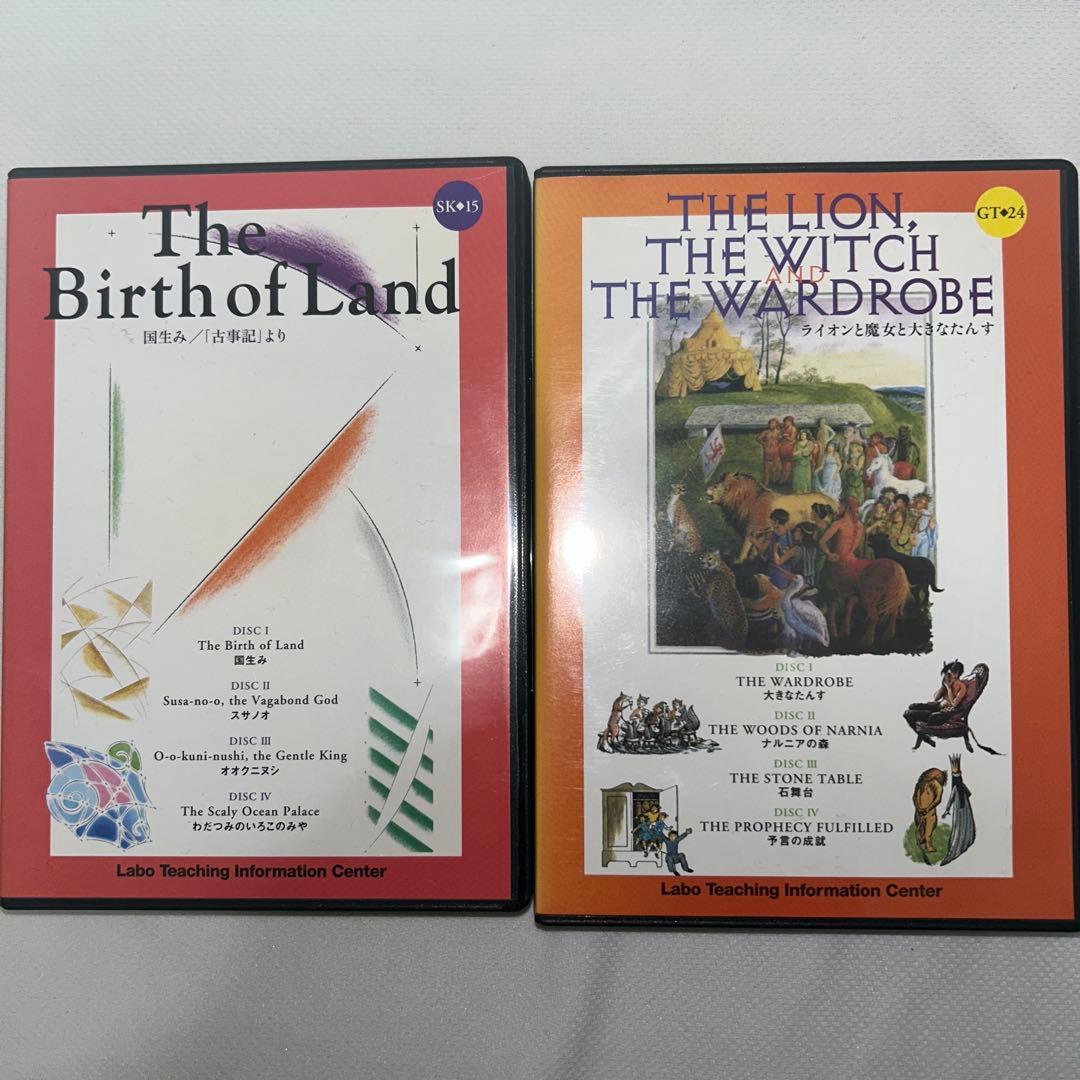 SK◆15
The
Birth of Land
国生み／「古事記」より
DISC I
The Birth of Land
国生み
DISC II
Susa-no-o, the Vagabond God
スサノオ
DISC III
O-o-kuni-nushi, the Gentle King
オオクニヌシ
DISC IV
The Scaly Ocean Palace
わだつみのいろこのみや
Labo Teaching Information Center
GT◆24
THE LION,
THE WITCH
AND
THE WARDROBE
ライオンと魔女と大きなたんす
DISC I
THE WARDROBE
大きなたんす
DISC II
THE WOODS OF NARNIA
ナルニアの森
DISC III
THE STONE TABLE
石舞台
DISC IV
THE PROPHECY FULFILLED
予言の成就
Labo Teaching Information Center